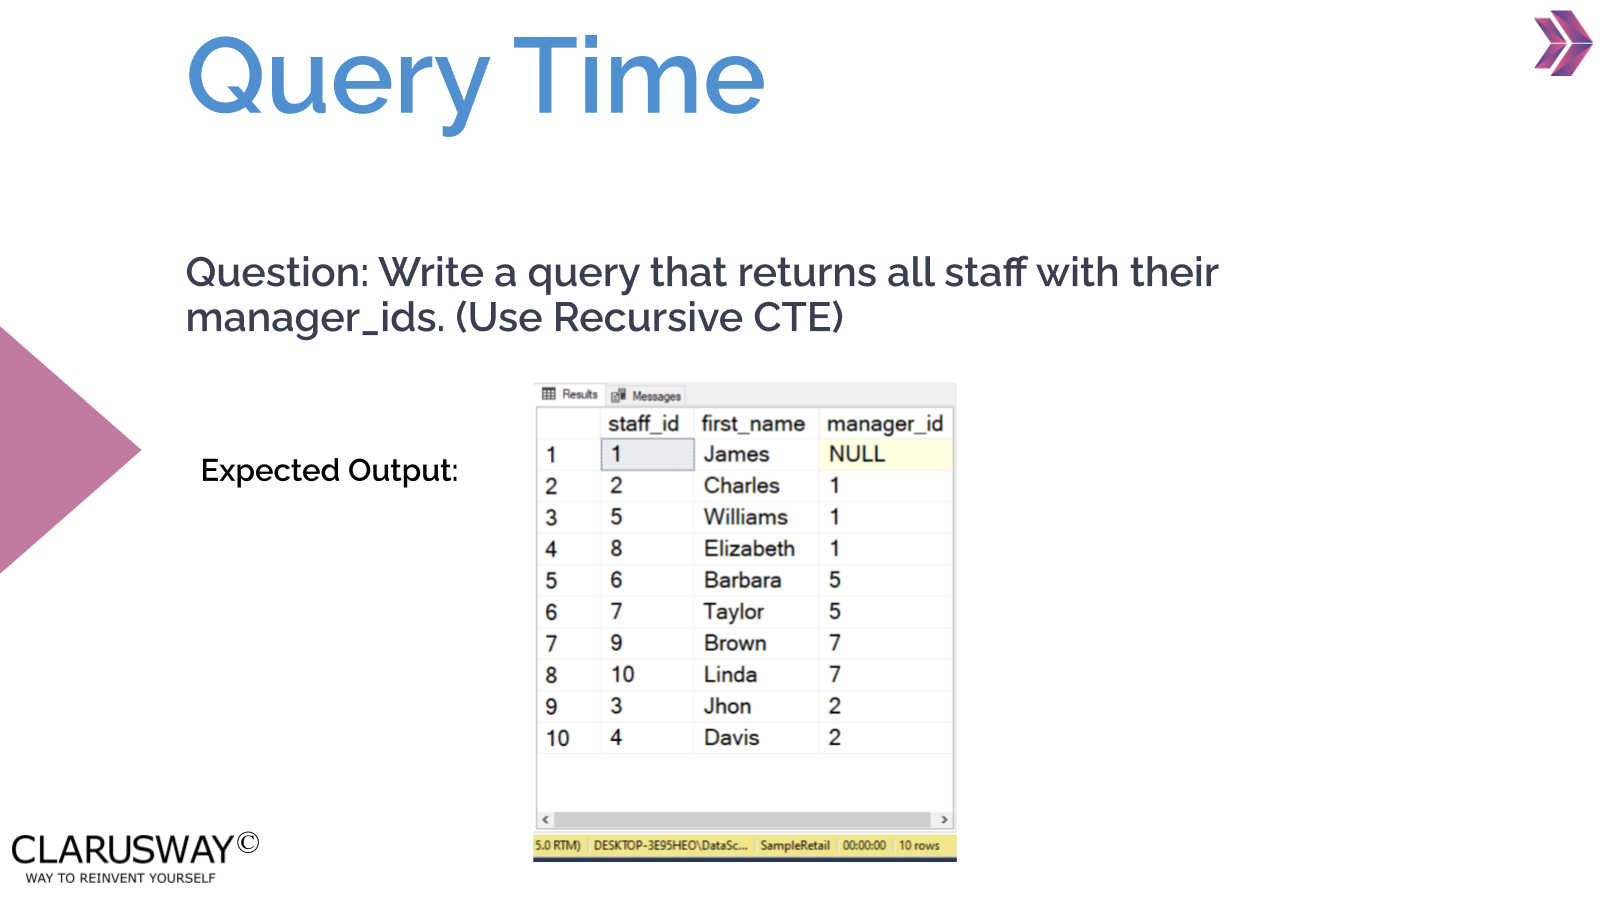 Query Time
Question: Write a query that returns all staff with their
manager_ids. (Use Recursive CTE)
Expected Output:
Results Messages
staff_id first_name manager_id
1 1 James NULL
2 2 Charles 1
3 5 Williams 1
4 8 Elizabeth 1
5 6 Barbara 5
6 7 Taylor 5
7 9 Brown 7
8 10 Linda 7
9 3 Jhon 2
10 4 Davis 2
5.0 RTM) DESKTOP-3E95HEO\DataSc... SampleRetail 00:00:00 10 rows
CLARUSWAY©
WAY TO REINVENT YOURSELF